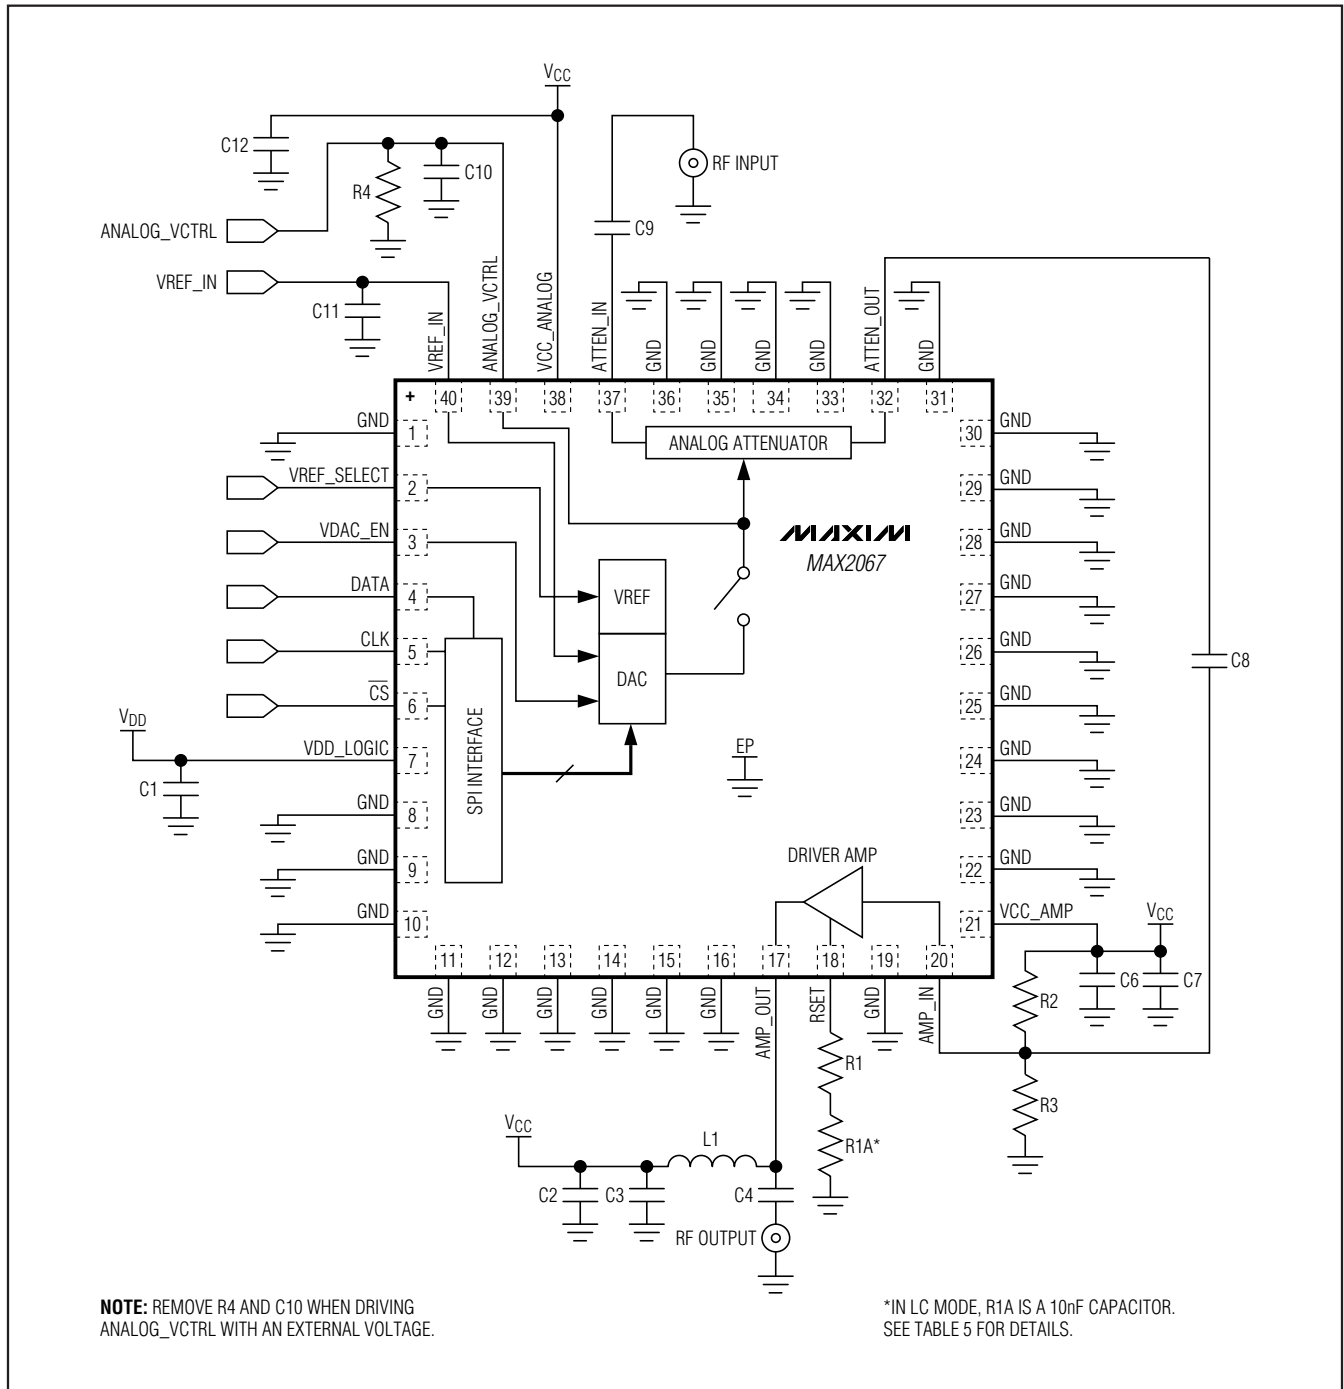 VCC
C12
C10
R4
RF INPUT
ANALOG_VCTRL
C9
VREF_IN
C11
VREF_IN
ANALOG_VCTRL
VCC_ANALOG
ATTEN_IN
GND
GND
GND
GND
ATTEN_OUT
GND
+
40
39
38
37
36
35
34
33
32
31
GND
1
ANALOG ATTENUATOR
30
GND
VREF_SELECT
2
29
GND
VDAC_EN
3
MAXIM
MAX2067
28
GND
DATA
4
VREF
27
GND
CLK
5
26
GND
C8
DAC
CS
6
25
GND
VDD
VDD_LOGIC
7
SPI INTERFACE
EP
24
GND
C1
GND
8
23
GND
GND
9
DRIVER AMP
22
GND
GND
10
21
VCC_AMP
VCC
11
12
13
14
15
16
17
18
19
20
GND
GND
GND
GND
GND
GND
AMP_OUT
RSET
GND
AMP_IN
R2
C6
C7
R1
R3
VCC
L1
R1A*
C2
C3
C4
RF OUTPUT
NOTE: REMOVE R4 AND C10 WHEN DRIVING
ANALOG_VCTRL WITH AN EXTERNAL VOLTAGE.
*IN LC MODE, R1A IS A 10nF CAPACITOR.
SEE TABLE 5 FOR DETAILS.